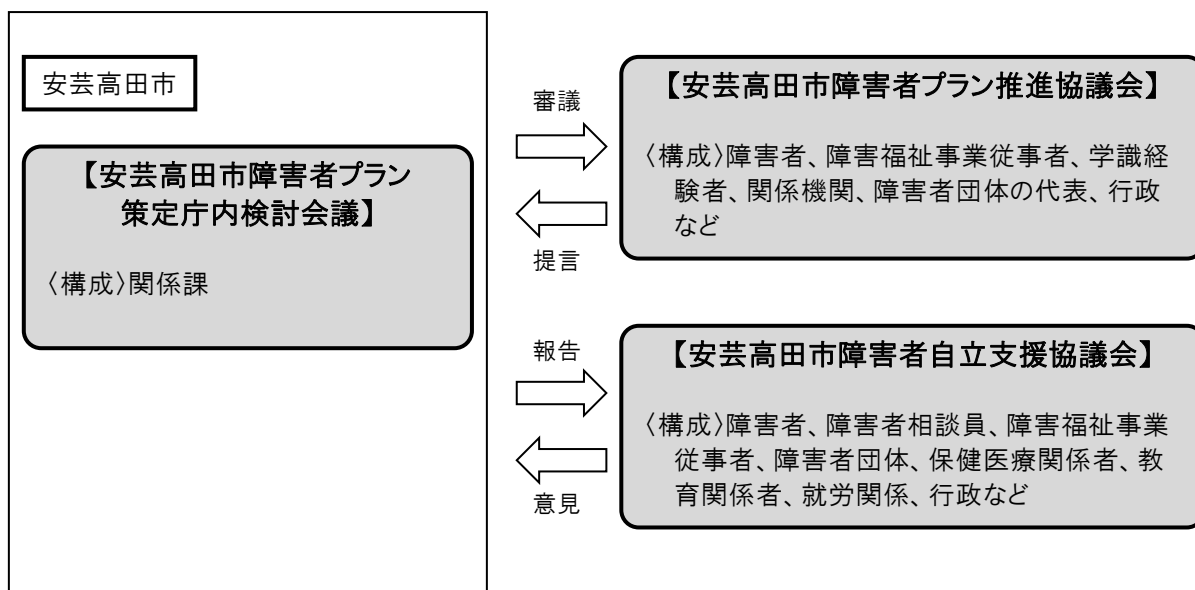 安芸高田市
【安芸高田市障害者プラン
策定庁内検討会議】
〈構成〉関係課
審議
提言
【安芸高田市障害者プラン推進協議会】
〈構成〉障害者、障害福祉事業従事者、学識経
験者、関係機関、障害者団体の代表、行政
など
報告
意見
【安芸高田市障害者自立支援協議会】
〈構成〉障害者、障害者相談員、障害福祉事業
従事者、障害者団体、保健医療関係者、教
育関係者、就労関係、行政など